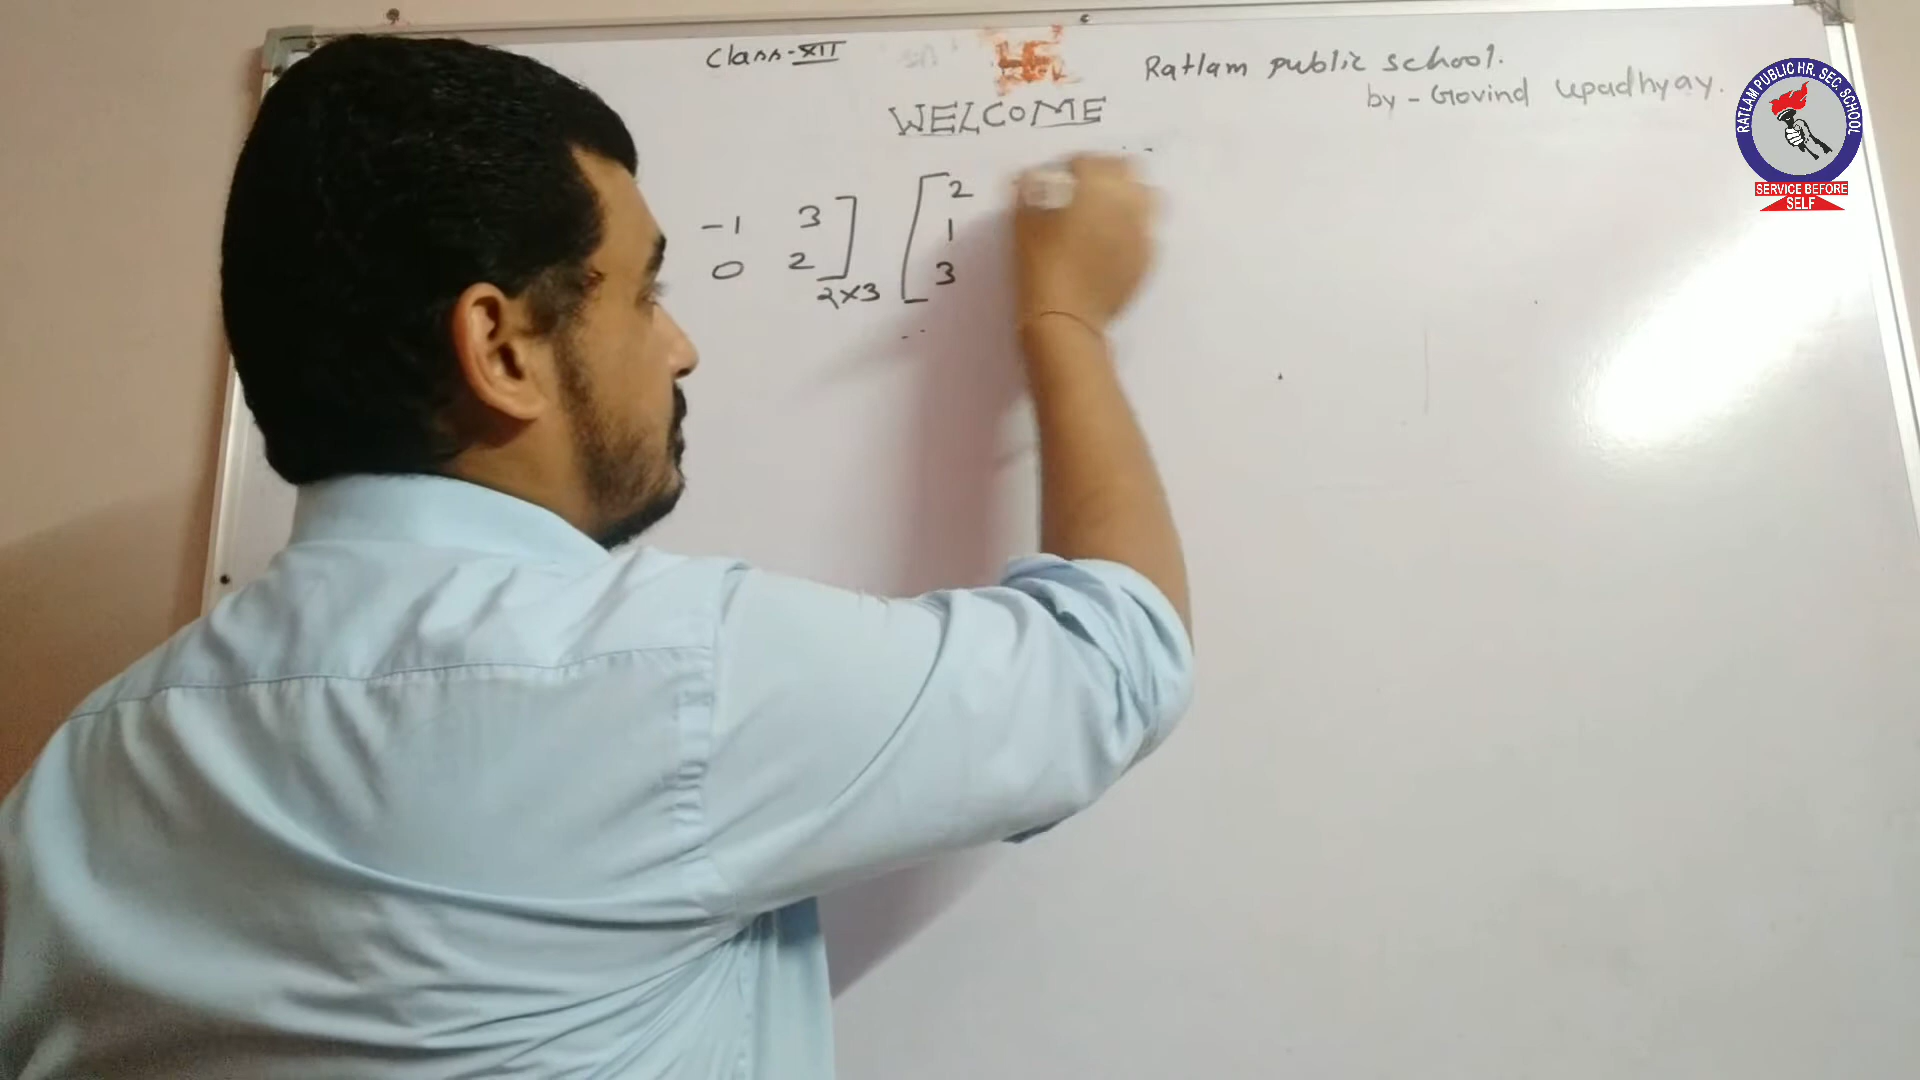 Class-XII
Ratlam public school.
by - Govind Upadhyay.
WELCOME
-1 3 ] [ 2
0 2 1
2×3 3
RATLAM PUBLIC HR. SEC. SCHOOL
SERVICE BEFORE
SELF